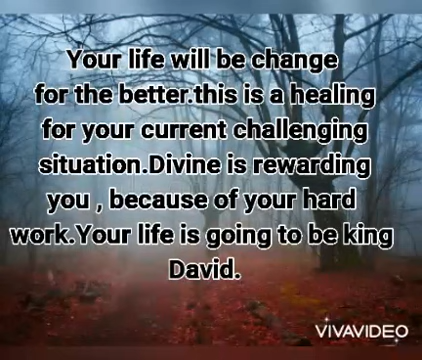 Your life will be change
for the better.this is a healing
for your current challenging
situation.Divine is rewarding
you , because of your hard
work.Your life is going to be king
David.
VIVAVIDEO